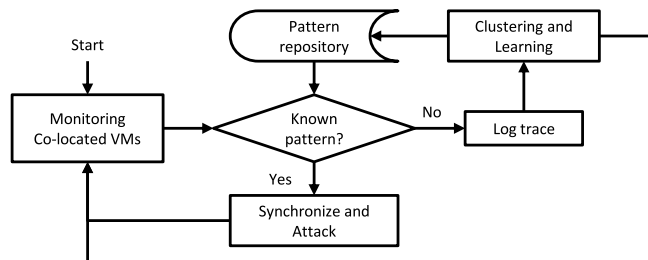 Start
Pattern
repository
Clustering and
Learning
Monitoring
Co-located VMs
Known
pattern?
No
Log trace
Yes
Synchronize and
Attack